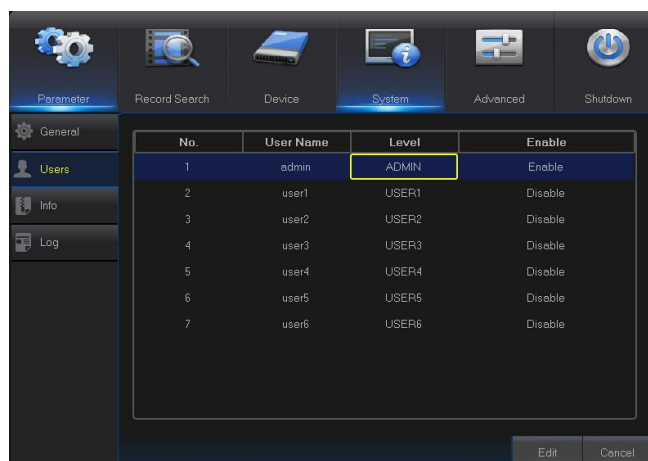 Parameter Record Search Device System Advanced Shutdown
General
Users
Info
Log
No. User Name Level Enable
1 admin ADMIN Enable
2 user1 USER1 Disable
3 user2 USER2 Disable
4 user3 USER3 Disable
5 user4 USER4 Disable
6 user5 USER5 Disable
7 user6 USER6 Disable
Edit Cancel